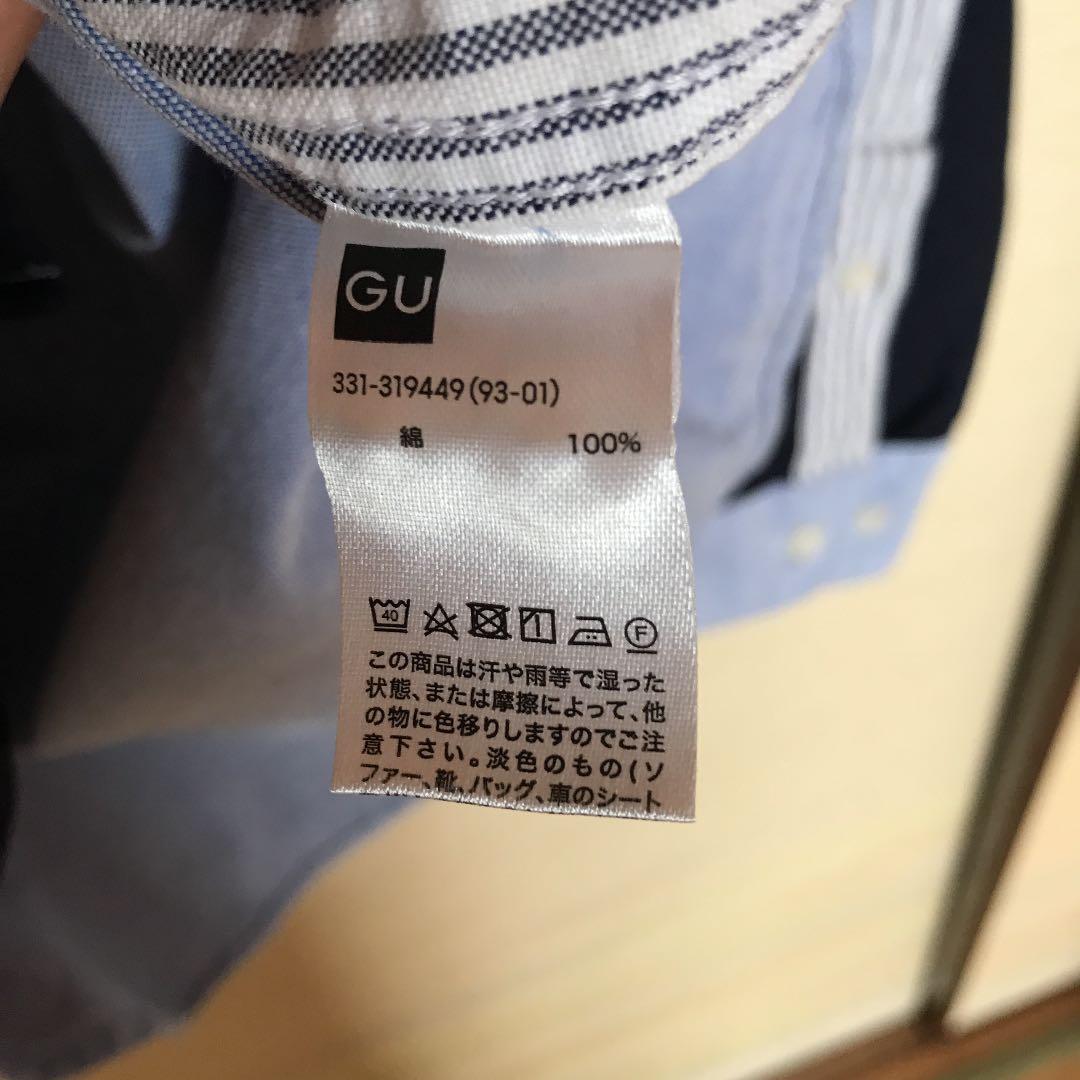 GU
331-319449(93-01)
綿 100%
40 F
この商品は汗や雨等で湿った
状態、または摩擦によって、他
の物に色移りしますのでご注
意下さい。淡色のもの(ソ
ファー、靴、バッグ、車のシート